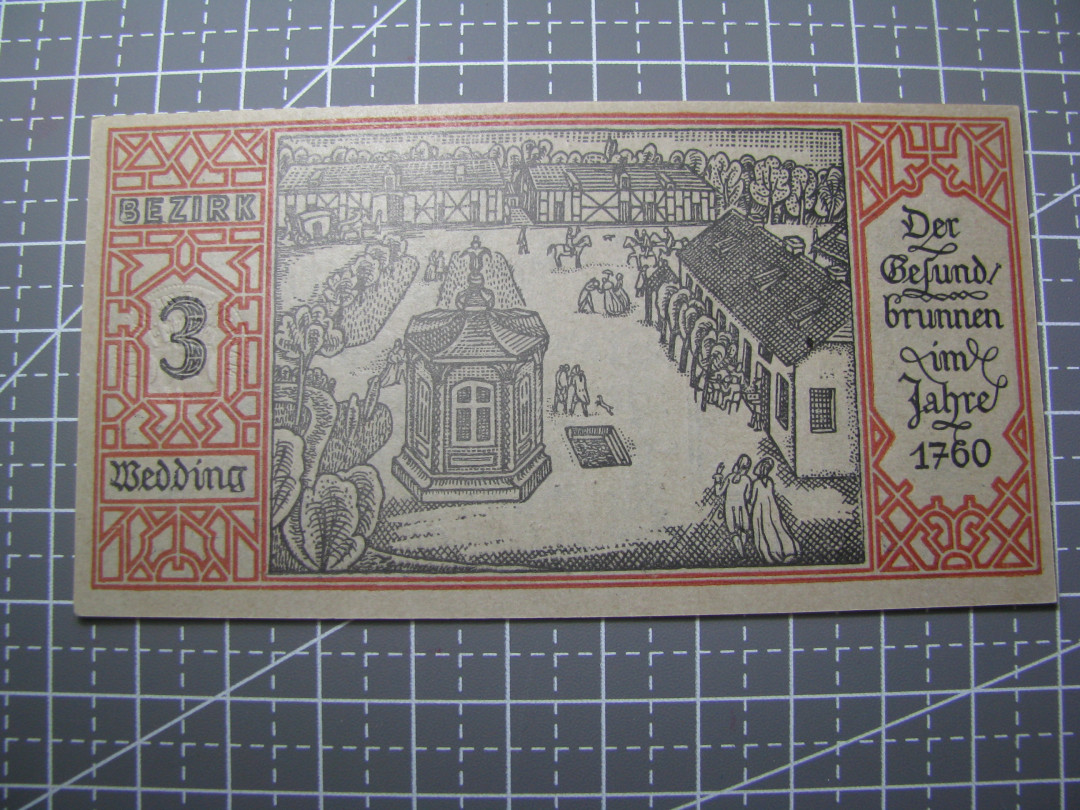 BEZIRK
3
Wedding
Der
Gesund/
brunnen
im
Jahre
1760